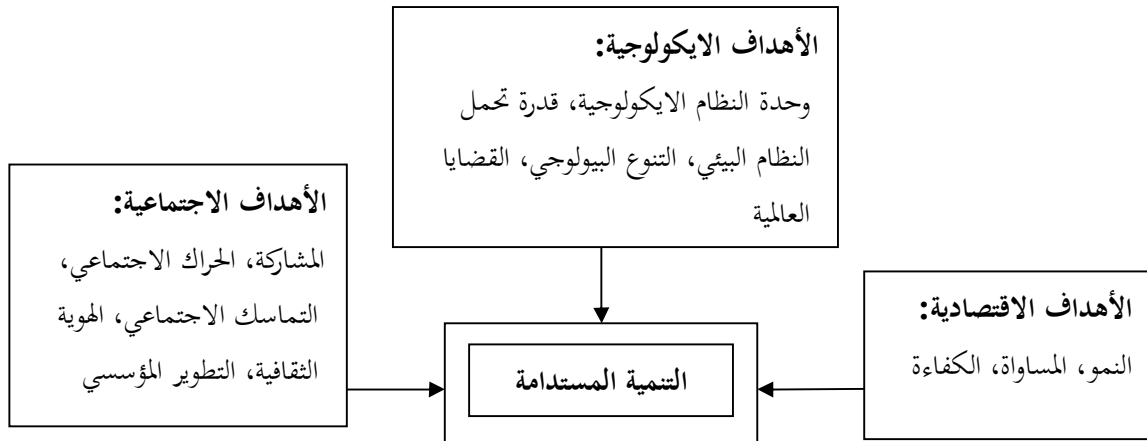 الأهداف الايكولوجية:
وحدة النظام الايكولوجية، قدرة تحمل
النظام البيئي، التنوع البيولوجي، القضايا
العالمية
الأهداف الاقتصادية:
النمو، المساواة، الكفاءة
الأهداف الاجتماعية:
المشاركة، الحراك الاجتماعي،
التماسك الاجتماعي، الهوية
الثقافية، التطوير المؤسسي
التنمية المستدامة